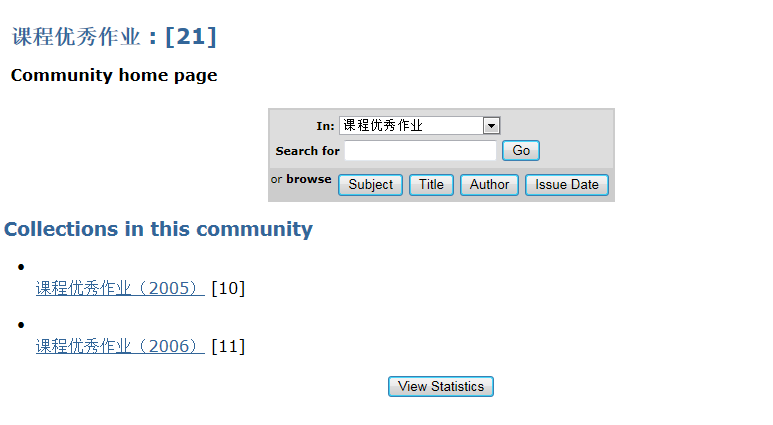 课程优秀作业 : [21]
Community home page
In: 课程优秀作业
Search for Go
or browse Subject Title Author Issue Date
Collections in this community
课程优秀作业（2005） [10]
课程优秀作业（2006） [11]
View Statistics